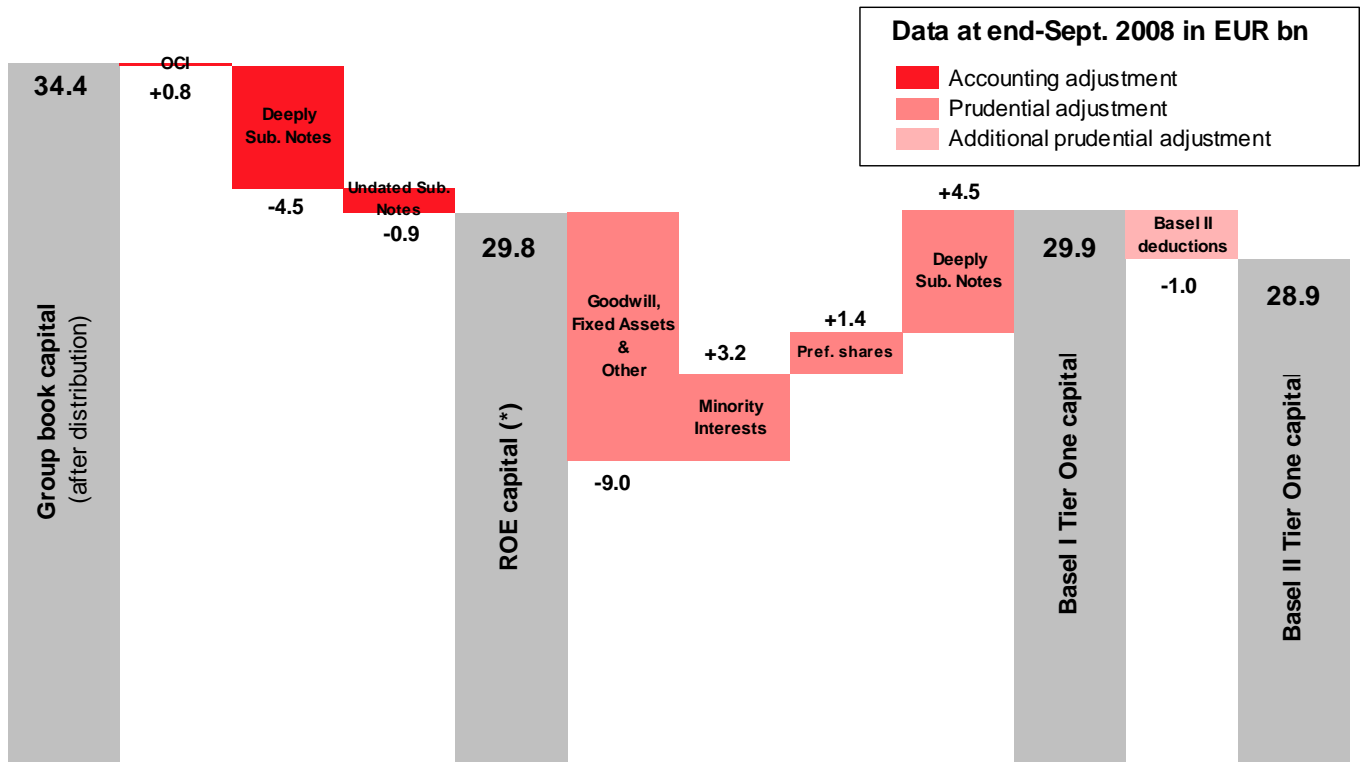 Data at end-Sept. 2008 in EUR bn
Accounting adjustment
Prudential adjustment
Additional prudential adjustment
34.4
Group book capital
(after distribution)
OCI
+0.8
Deeply
Sub. Notes
-4.5
Undated Sub.
Notes
-0.9
29.8
ROE capital (*)
Goodwill,
Fixed Assets
&
Other
-9.0
+3.2
Minority
Interests
+1.4
Pref. shares
+4.5
Deeply
Sub. Notes
29.9
Basel I Tier One capital
Basel II
deductions
-1.0
28.9
Basel II Tier One capital